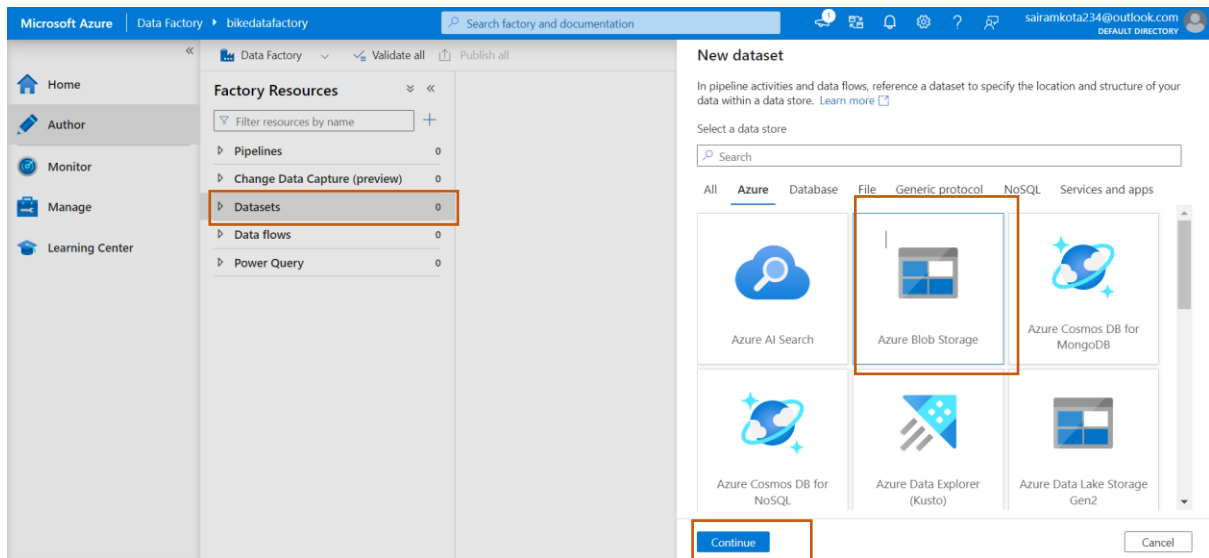 Microsoft Azure
Data Factory
bikedatafactory
Search factory and documentation
1
sairamkota234@outlook.com
DEFAULT DIRECTORY
Home
Author
Monitor
Manage
Learning Center
Data Factory
Validate all
Publish all
Factory Resources
Filter resources by name
Pipelines 0
Change Data Capture (preview) 0
Datasets 0
Data flows 0
Power Query 0
New dataset
In pipeline activities and data flows, reference a dataset to specify the location and structure of your
data within a data store. Learn more
Select a data store
Search
All Azure Database File Generic protocol NoSQL Services and apps
Azure AI Search
Azure Blob Storage
Azure Cosmos DB for
MongoDB
Azure Cosmos DB for
NoSQL
Azure Data Explorer
(Kusto)
Azure Data Lake Storage
Gen2
Continue
Cancel